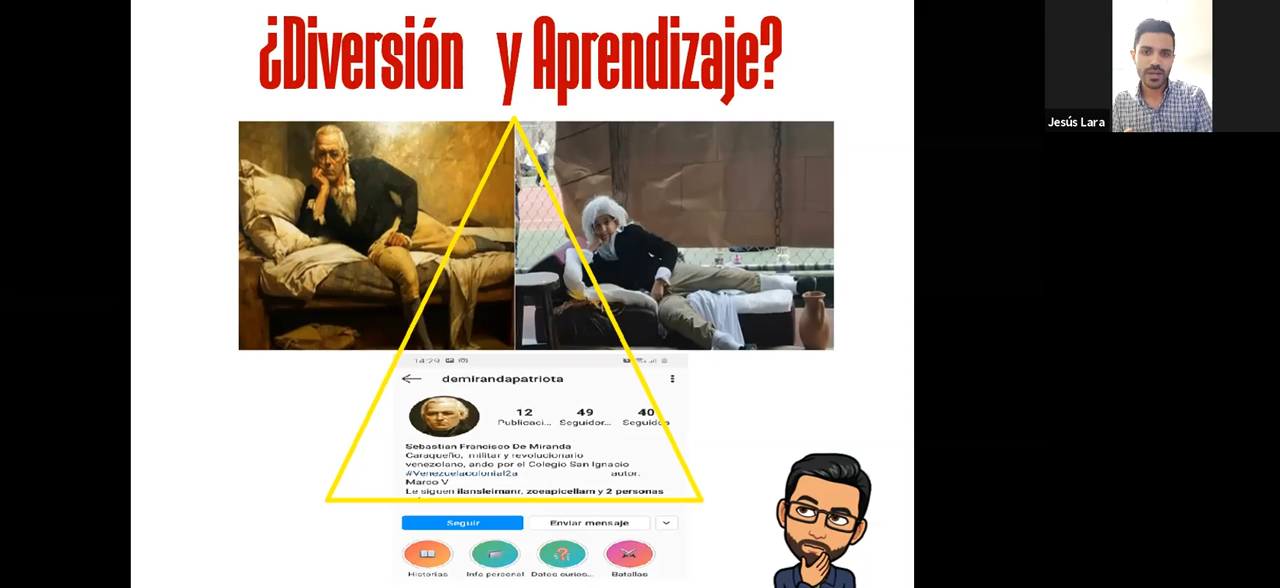 ¿Diversión y Aprendizaje?
Jesús Lara
14:29
demirandapatriota
12 49 40
Publicaci... Seguidor... Seguidos
Sebastian Francisco De Miranda
Caraqueño, militar y revolucionario
venezolano, ando por el Colegio San Ignacio
#Venezuelacolonial2a autor:
Marco V
Le siguen ilansleimanr, zoeapicellam y 2 personas
Seguir Enviar mensaje
Historias Info personal Datos curios... Batallas